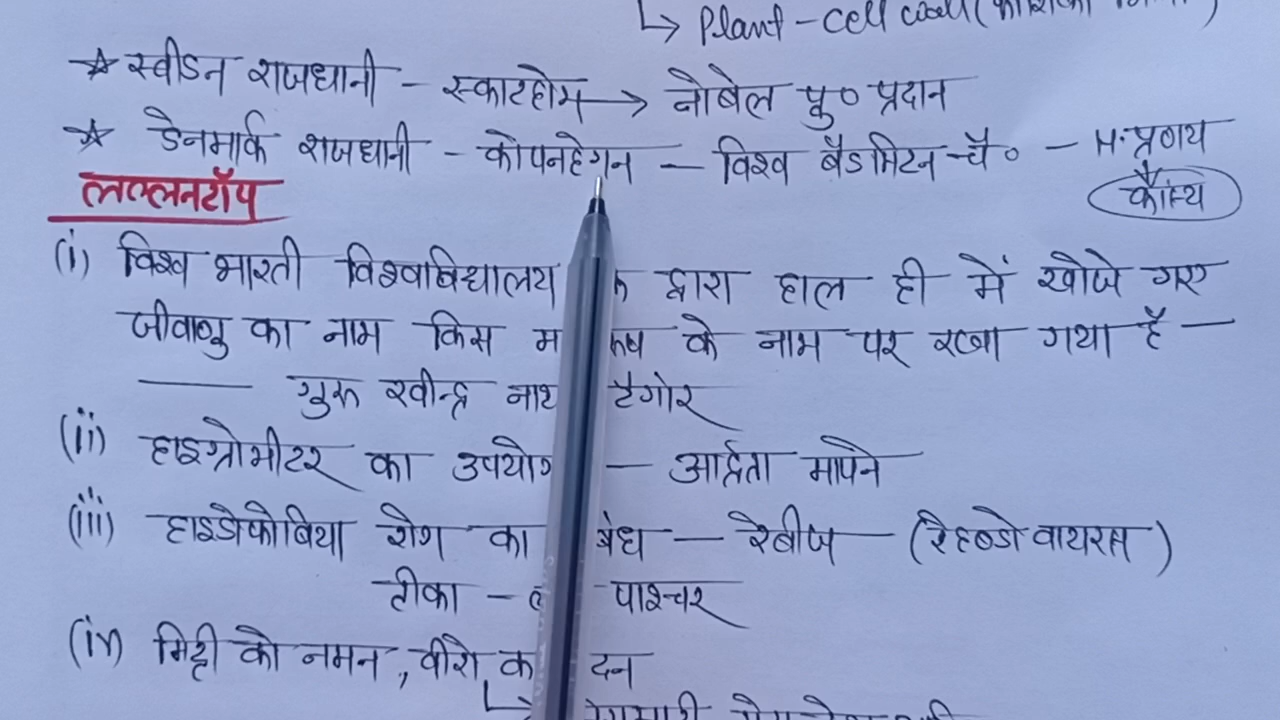 ↳ Plant - cell wall (कोशिका
☆ स्वीडन राजधानी - स्काटहोम → नोबेल पु० प्रदान
☆ डेनमार्क राजधानी - कोपनहेगन - विश्व बैडमिंटन चै० - H. प्रणय
कांस्य
लल्लनटॉप
(i) विश्व भारती विश्वविद्यालय के द्वारा हाल ही में खोजे गए
जीवाणु का नाम किस के नाम पर रखा गया है -
— गुरु रवीन्द्र नाथ टैगोर
(ii) हाइग्रोमीटर का उपयोग - आर्द्रता मापने
(iii) हाइडोफोबिया रोग का - रेबीज - (रेहब्डो वायरस)
टीका - पाश्चर
(iv) मिट्टी को नमन, वीरो